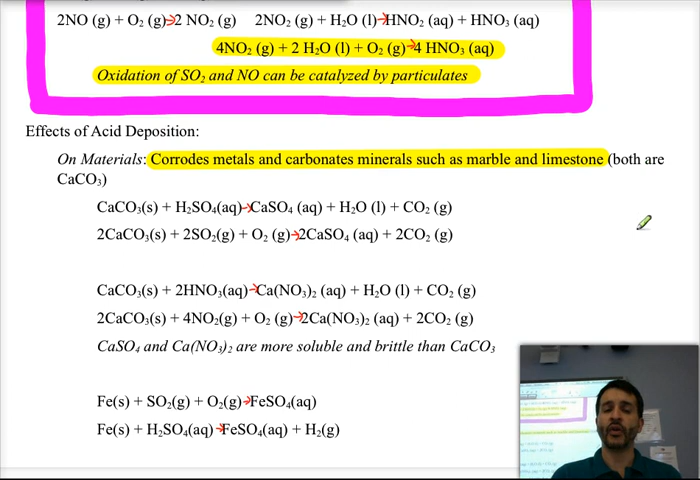 2NO (g) + O₂ (g)→2 NO₂ (g) 2NO₂ (g) + H₂O (l)→HNO₂ (aq) + HNO₃ (aq)
4NO₂ (g) + 2 H₂O (l) + O₂ (g)→4 HNO₃ (aq)
Oxidation of SO₂ and NO can be catalyzed by particulates
Effects of Acid Deposition:
On Materials: Corrodes metals and carbonates minerals such as marble and limestone (both are
CaCO₃)
CaCO₃(s) + H₂SO₄(aq)→CaSO₄ (aq) + H₂O (l) + CO₂ (g)
2CaCO₃(s) + 2SO₂(g) + O₂ (g)→2CaSO₄ (aq) + 2CO₂ (g)
CaCO₃(s) + 2HNO₃(aq)→Ca(NO₃)₂ (aq) + H₂O (l) + CO₂ (g)
2CaCO₃(s) + 4NO₂(g) + O₂ (g)→2Ca(NO₃)₂ (aq) + 2CO₂ (g)
CaSO₄ and Ca(NO₃)₂ are more soluble and brittle than CaCO₃
Fe(s) + SO₂(g) + O₂(g)→FeSO₄(aq)
Fe(s) + H₂SO₄(aq)→FeSO₄(aq) + H₂(g)